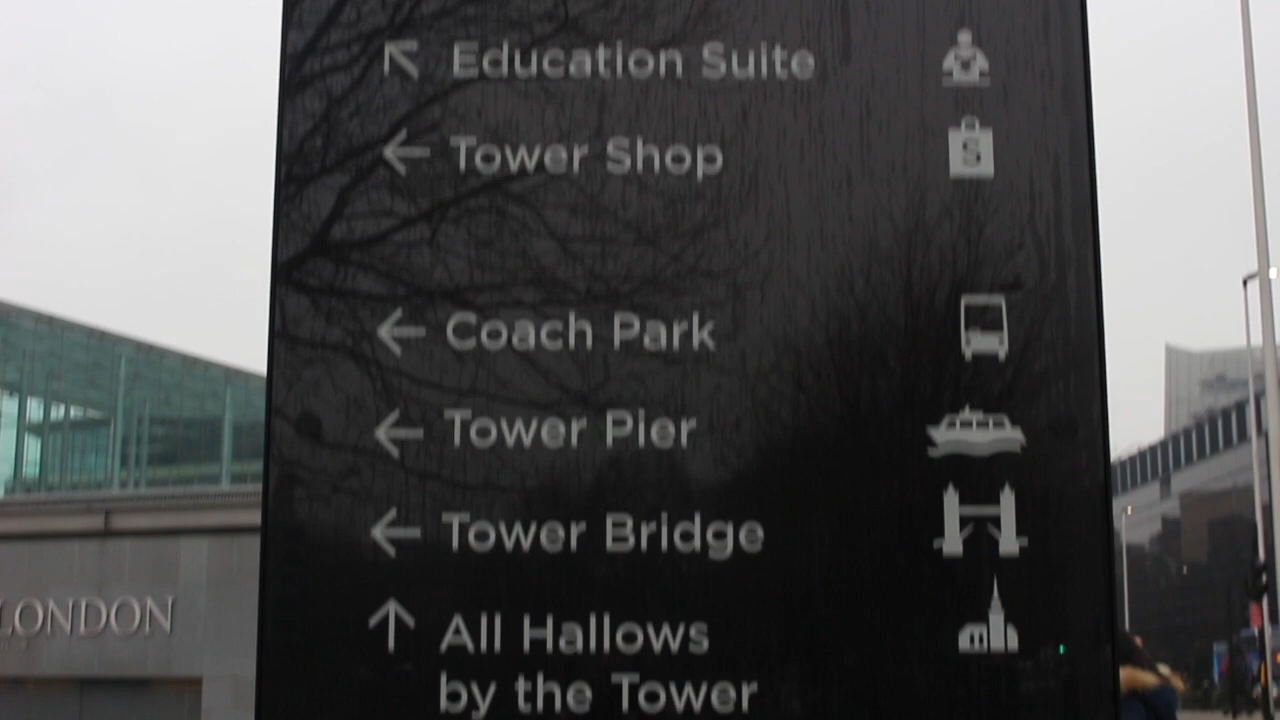 Education Suite
Tower Shop
S
Coach Park
Tower Pier
Tower Bridge
All Hallows
by the Tower
LONDON